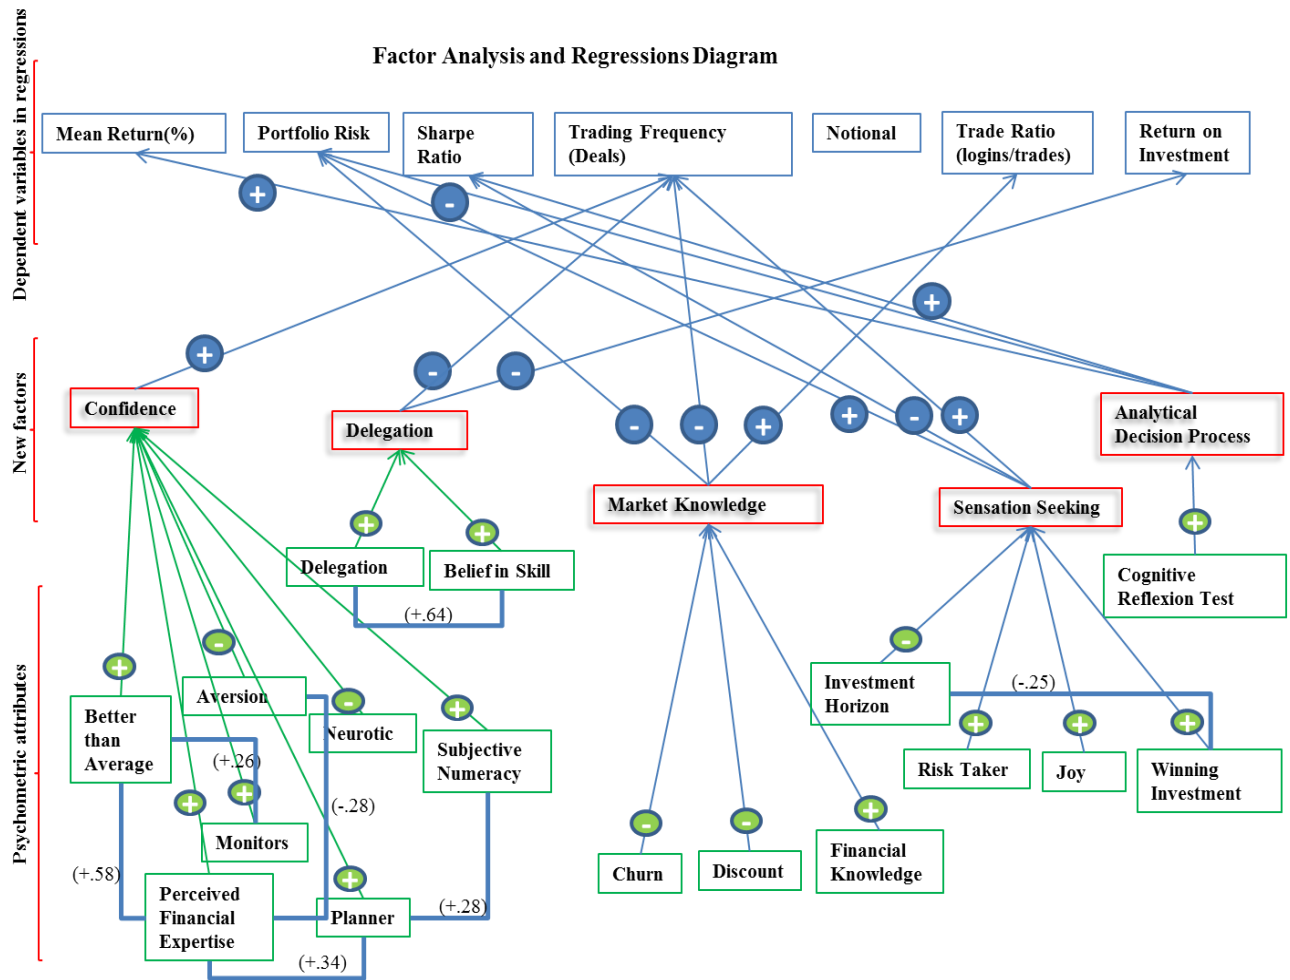 Factor Analysis and Regressions Diagram
Dependent variables in regressions
Mean Return(%)
Portfolio Risk
Sharpe
Ratio
Trading Frequency
(Deals)
Notional
Trade Ratio
(logins/trades)
Return on
Investment
+
-
+
New factors
+
-
-
-
-
+
+
-
+
Confidence
Delegation
Market Knowledge
Sensation Seeking
Analytical
Decision Process
+
+
+
Delegation
Belief in Skill
(+.64)
Cognitive
Reflexion Test
Psychometric attributes
+
-
-
+
Better
than
Average
Aversion
Neurotic
Subjective
Numeracy
(+.26)
+
+
(-.28)
Monitors
(+.58)
Perceived
Financial
Expertise
+
Planner
(+.28)
(+.34)
-
-
+
Churn
Discount
Financial
Knowledge
-
Investment
Horizon
(-.25)
+
+
+
Risk Taker
Joy
Winning
Investment